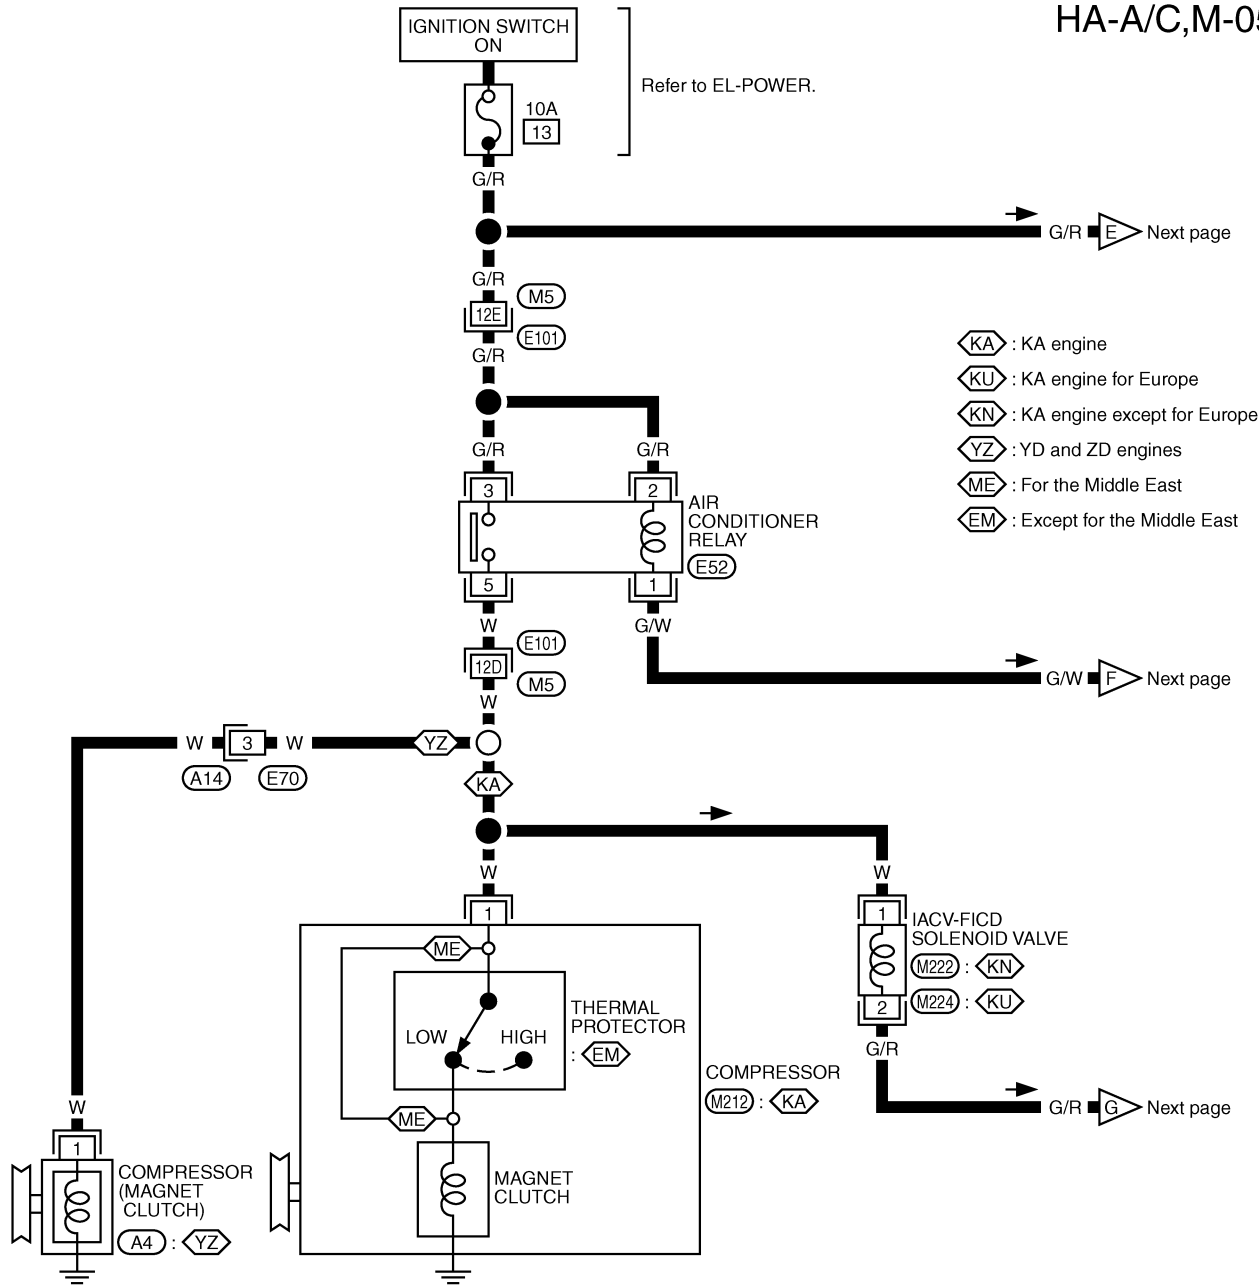 HA-A/C,M-05
IGNITION SWITCH
ON
Refer to EL-POWER.
10A
13
G/R
G/R
E
Next page
G/R
M5
12E
E101
G/R
KA : KA engine
KU : KA engine for Europe
KN : KA engine except for Europe
YZ : YD and ZD engines
ME : For the Middle East
EM : Except for the Middle East
G/R
G/R
3
2
AIR
CONDITIONER
RELAY
E52
5
1
W
G/W
E101
12D
M5
W
G/W
F
Next page
W
3
W
YZ
A14
E70
KA
W
W
1
1
IACV-FICD
SOLENOID VALVE
M222 : KN
M224 : KU
2
G/R
ME
THERMAL
PROTECTOR
: EM
LOW
HIGH
COMPRESSOR
M212 : KA
G/R
G
Next page
ME
W
1
COMPRESSOR
(MAGNET
CLUTCH)
A4 : YZ
MAGNET
CLUTCH